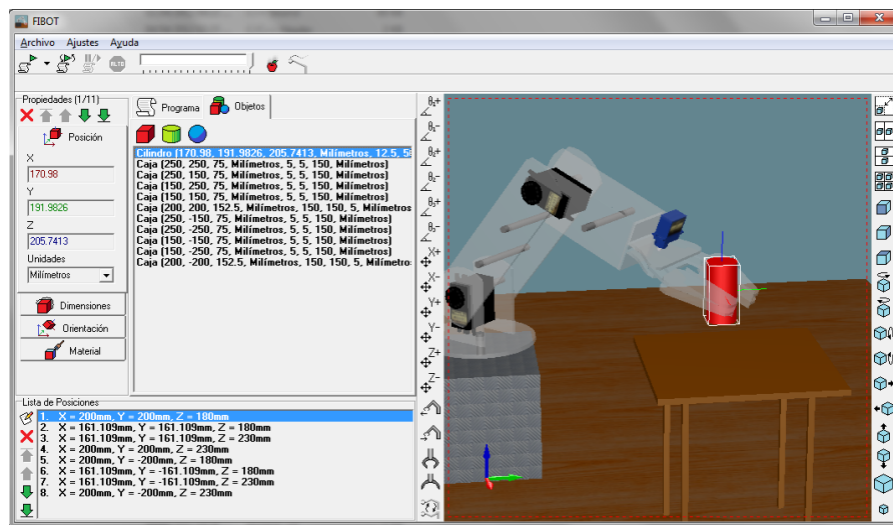 FIBOT
Archivo Ajustes Ayuda
ALTO
Propiedades (1/11)
Posición
X
170.98
Y
191.9826
Z
205.7413
Unidades
Milímetros
Dimensiones
Orientación
Material
Programa Objetos
Cilindro (170.98, 191.9826, 205.7413, Milímetros, 12.5, 5
Caja (250, 250, 75, Milímetros, 5, 5, 150, Milímetros)
Caja (250, 150, 75, Milímetros, 5, 5, 150, Milímetros)
Caja (150, 250, 75, Milímetros, 5, 5, 150, Milímetros)
Caja (150, 150, 75, Milímetros, 5, 5, 150, Milímetros)
Caja (200, 200, 152.5, Milímetros, 150, 150, 5, Milímetros
Caja (250, -150, 75, Milímetros, 5, 5, 150, Milímetros)
Caja (250, -250, 75, Milímetros, 5, 5, 150, Milímetros)
Caja (150, -150, 75, Milímetros, 5, 5, 150, Milímetros)
Caja (150, -250, 75, Milímetros, 5, 5, 150, Milímetros)
Caja (200, -200, 152.5, Milímetros, 150, 150, 5, Milímetro
X+
X-
Y+
Y-
Z+
Z-
Lista de Posiciones
1. X = 200mm, Y = 200mm, Z = 180mm
2. X = 161.109mm, Y = 161.109mm, Z = 180mm
3. X = 161.109mm, Y = 161.109mm, Z = 230mm
4. X = 200mm, Y = 200mm, Z = 230mm
5. X = 200mm, Y = -200mm, Z = 180mm
6. X = 161.109mm, Y = -161.109mm, Z = 180mm
7. X = 161.109mm, Y = -161.109mm, Z = 230mm
8. X = 200mm, Y = -200mm, Z = 230mm